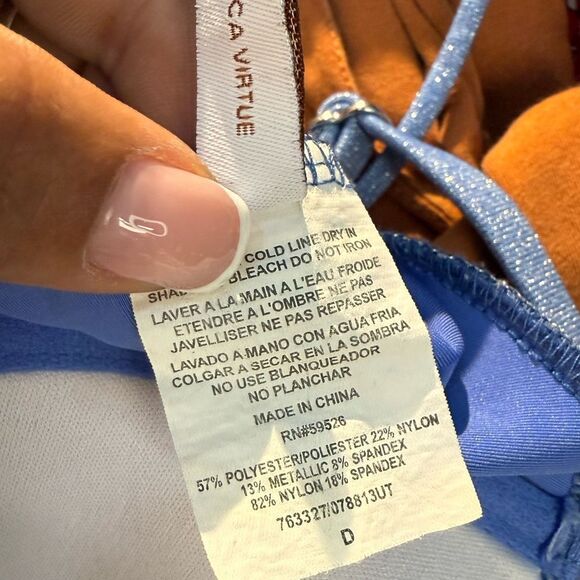 CA VIRTUE
COLD LINE DRY IN
BLEACH DO NOT IRON
LAVER A LA MAIN A L'EAU FROIDE
ETENDRE A L'OMBRE NE PAS
JAVELLISER NE PAS REPASSER
LAVADO A MANO CON AGUA FRIA
COLGAR A SECAR EN LA SOMBRA
NO USE BLANQUEADOR
NO PLANCHAR
MADE IN CHINA
RN#59526
57% POLYESTER/POLIESTER 22% NYLON
13% METALLIC 8% SPANDEX
82% NYLON 18% SPANDEX
763327/078813UT
D